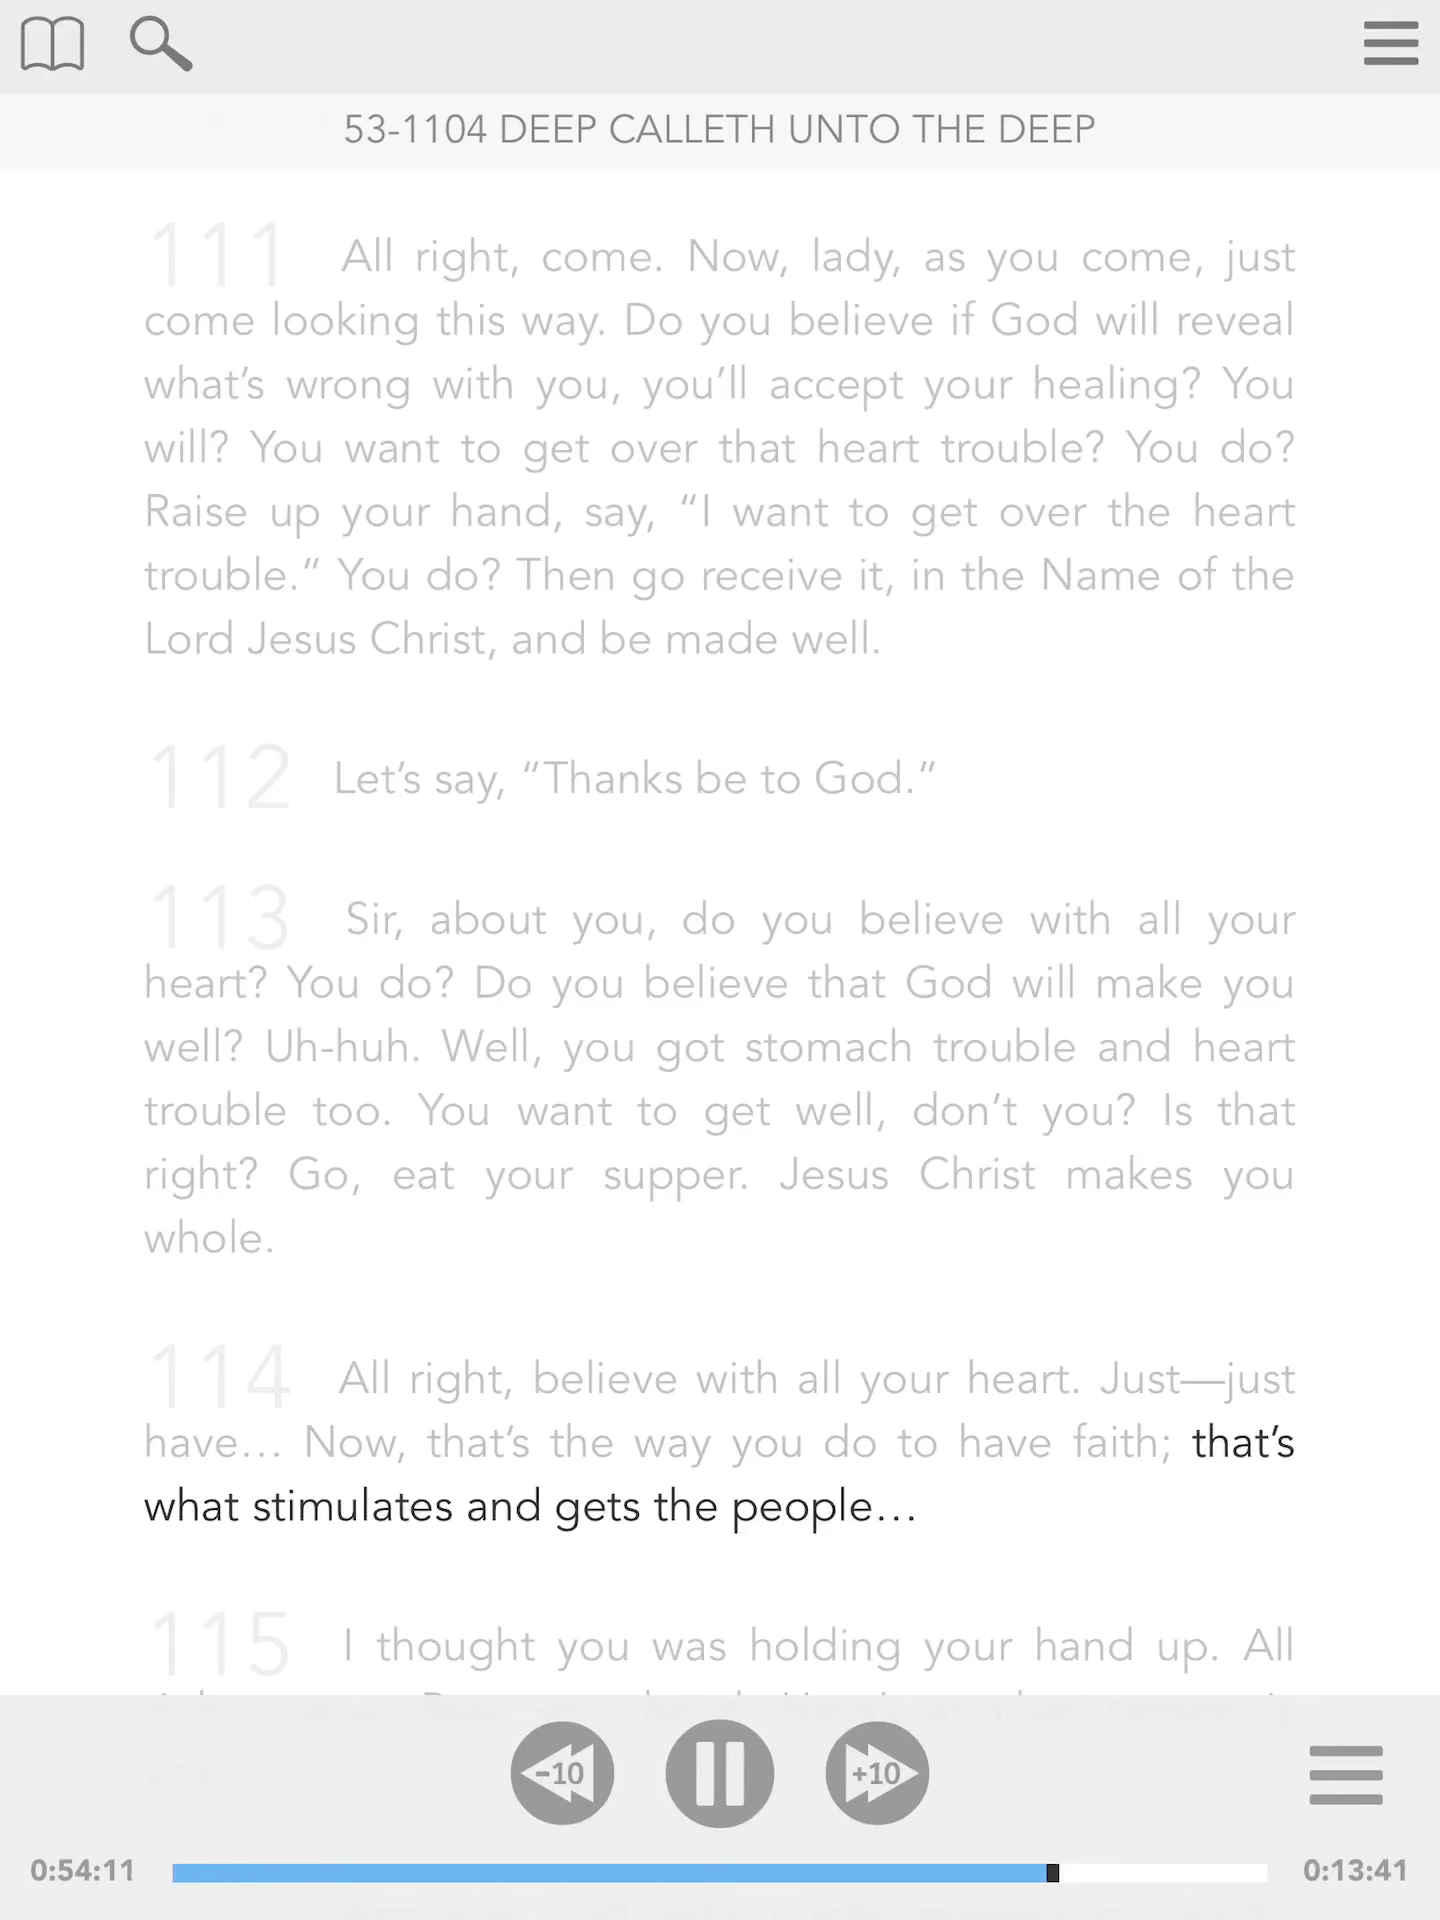 53-1104 DEEP CALLETH UNTO THE DEEP
111 All right, come. Now, lady, as you come, just
come looking this way. Do you believe if God will reveal
what’s wrong with you, you’ll accept your healing? You
will? You want to get over that heart trouble? You do?
Raise up your hand, say, “I want to get over the heart
trouble.” You do? Then go receive it, in the Name of the
Lord Jesus Christ, and be made well.
112 Let’s say, “Thanks be to God.”
113 Sir, about you, do you believe with all your
heart? You do? Do you believe that God will make you
well? Uh-huh. Well, you got stomach trouble and heart
trouble too. You want to get well, don’t you? Is that
right? Go, eat your supper. Jesus Christ makes you
whole.
114 All right, believe with all your heart. Just—just
have… Now, that’s the way you do to have faith; that’s
what stimulates and gets the people…
115 I thought you was holding your hand up. All
-10 +10
0:54:11 0:13:41